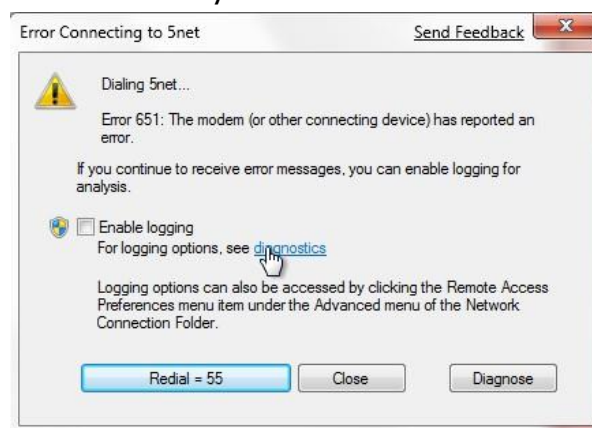 Error Connecting to 5net
Send Feedback
Dialing 5net...
Error 651: The modem (or other connecting device) has reported an
error.
If you continue to receive error messages, you can enable logging for
analysis.
Enable logging
For logging options, see diagnostics
Logging options can also be accessed by clicking the Remote Access
Preferences menu item under the Advanced menu of the Network
Connection Folder.
Redial = 55
Close
Diagnose